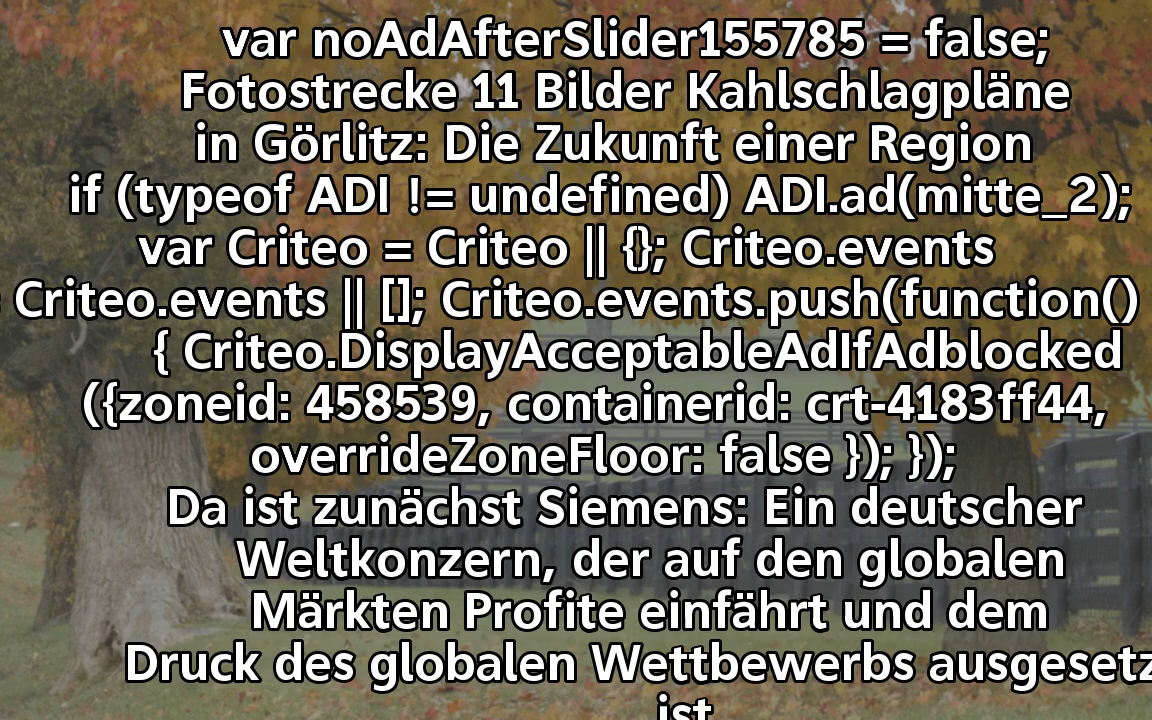 var noAdAfterSlider155785 = false;
Fotostrecke 11 Bilder Kahlschlagpläne
in Görlitz: Die Zukunft einer Region
if (typeof ADI != undefined) ADI.ad(mitte_2);
var Criteo = Criteo || {}; Criteo.events
Criteo.events || []; Criteo.events.push(function()
{ Criteo.DisplayAcceptableAdIfAdblocked
({zoneid: 458539, containerid: crt-4183ff44,
overrideZoneFloor: false }); });
Da ist zunächst Siemens: Ein deutscher
Weltkonzern, der auf den globalen
Märkten Profite einfährt und dem
Druck des globalen Wettbewerbs ausgesetz
ist